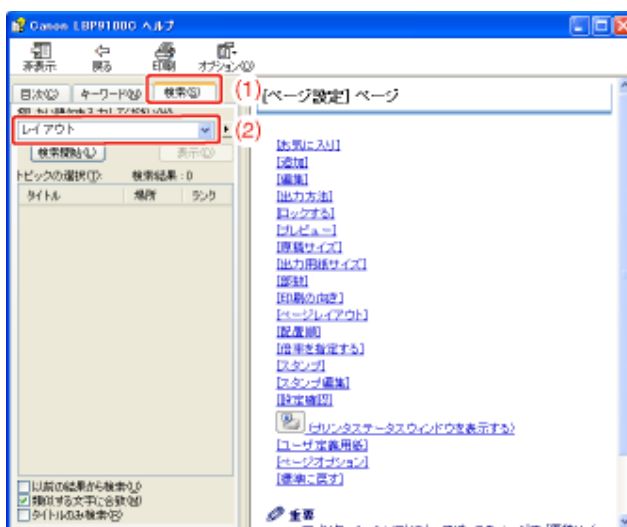 Canon LBP9100C ヘルプ
非表示 戻る 印刷 オプション(O)
目次(C) キーワード(N) 検索(S) (1)
レイアウト (2)
検索開始(L) 表示(D)
トピックの選択(T): 検索結果:0
タイトル 場所 ランク
以前の結果から検索(U)
類似する文字に合致(M)
タイトルのみ検索(R)
[ページ設定] ページ
[お気に入り]
[追加]
[編集]
[出力方法]
[ロックする]
[プレビュー]
[原稿サイズ]
[出力用紙サイズ]
[部数]
[印刷の向き]
[ページレイアウト]
[配置順]
[倍率を指定する]
[スタンプ]
[スタンプ編集]
[設定確認]
(プリンタステータスウィンドウを表示する)
[ユーザ定義用紙]
[ページオプション]
[標準に戻す]
重要